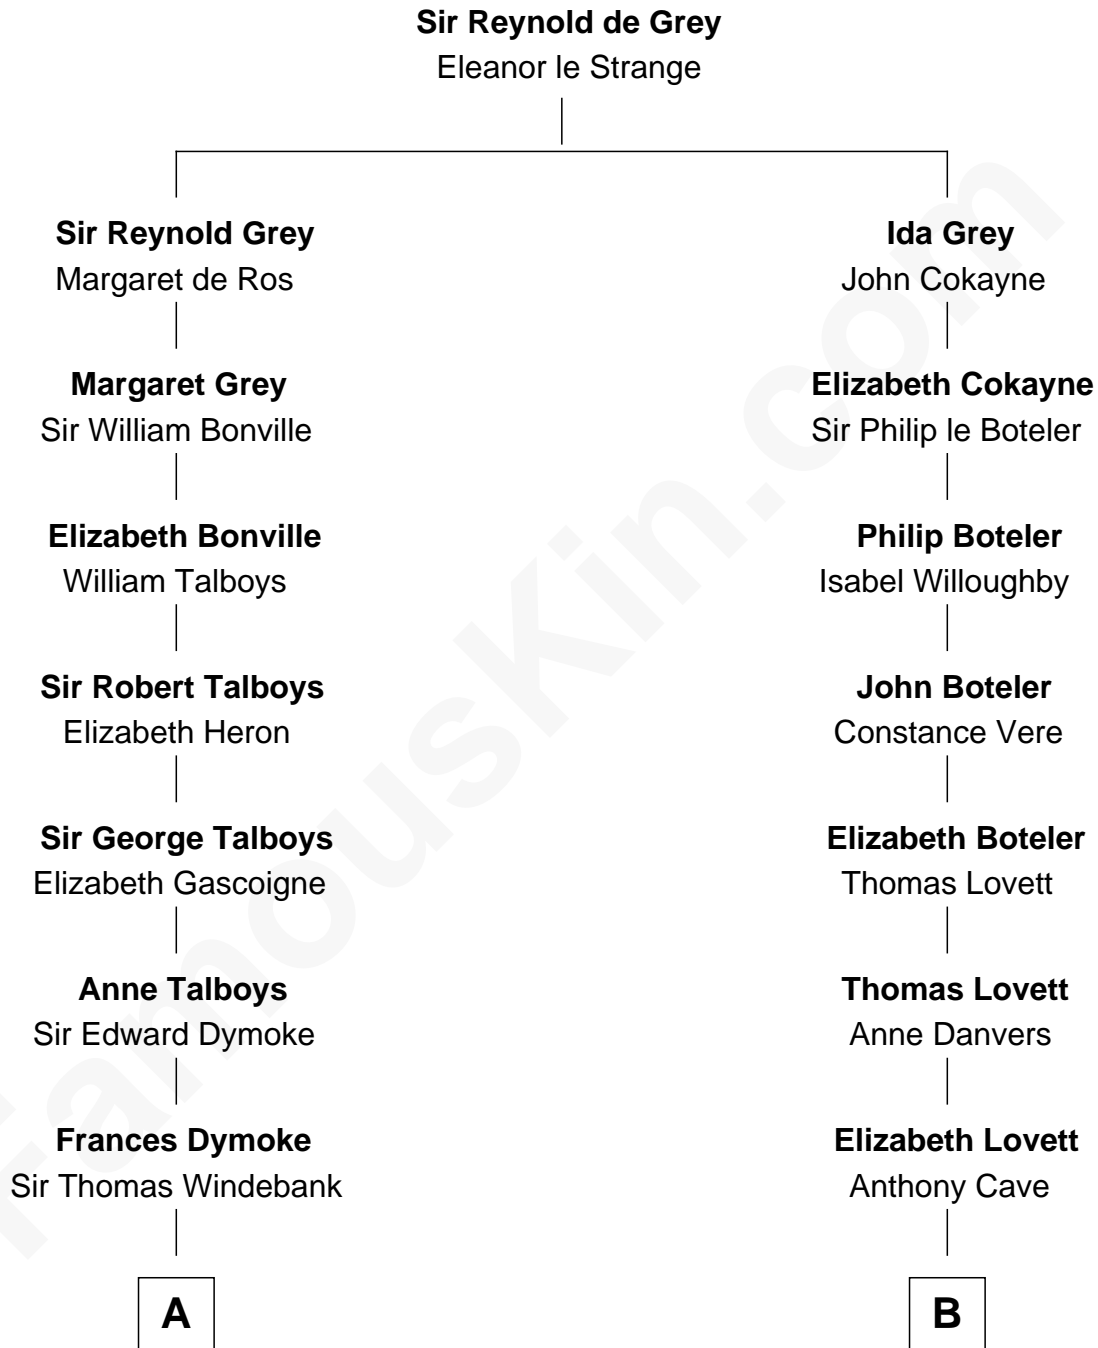 Sir Reynold de Grey
Eleanor le Strange
Sir Reynold Grey
Margaret de Ros
Margaret Grey
Sir William Bonville
Elizabeth Bonville
William Talboys
Sir Robert Talboys
Elizabeth Heron
Sir George Talboys
Elizabeth Gascoigne
Anne Talboys
Sir Edward Dymoke
Frances Dymoke
Sir Thomas Windebank
A
Ida Grey
John Cokayne
Elizabeth Cokayne
Sir Philip le Boteler
Philip Boteler
Isabel Willoughby
John Boteler
Constance Vere
Elizabeth Boteler
Thomas Lovett
Thomas Lovett
Anne Danvers
Elizabeth Lovett
Anthony Cave
B
FamousKin.com